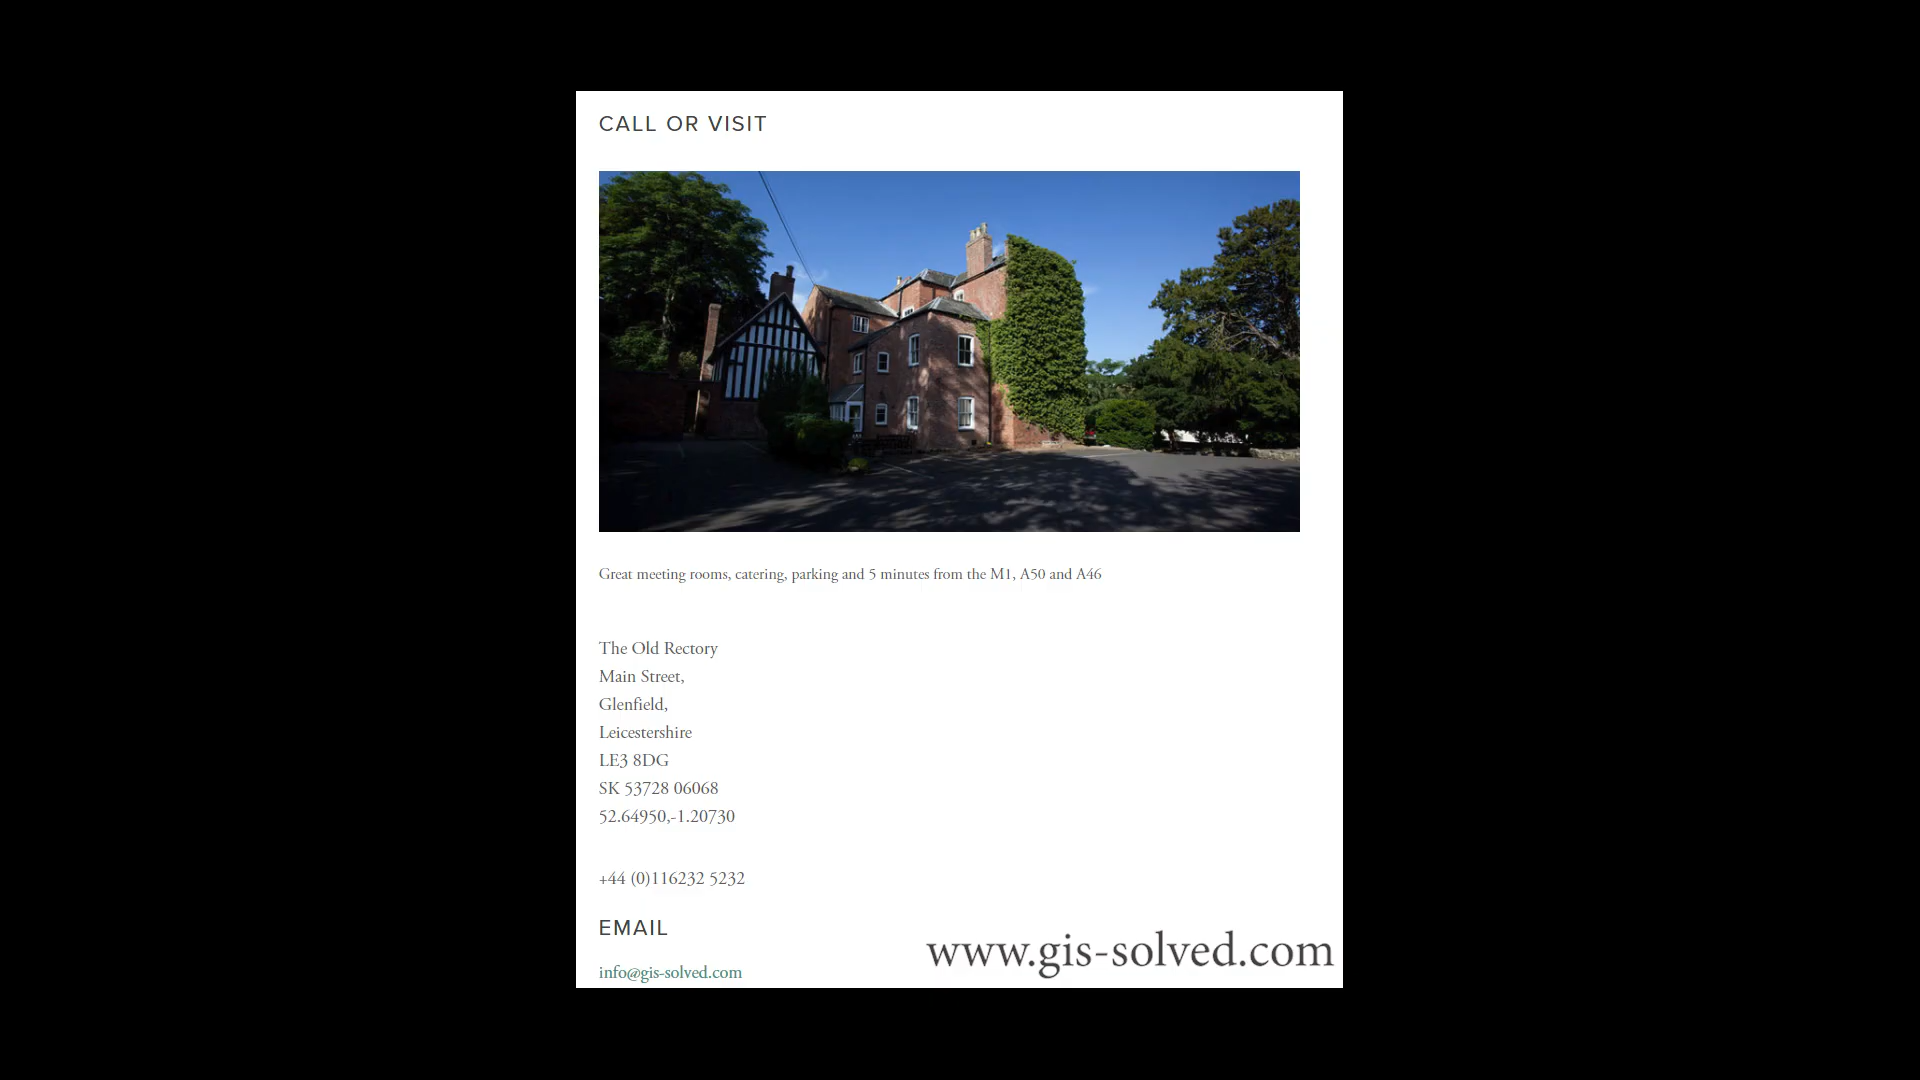 CALL OR VISIT
Great meeting rooms, catering, parking and 5 minutes from the M1, A50 and A46
The Old Rectory
Main Street,
Glenfield,
Leicestershire
LE3 8DG
SK 53728 06068
52.64950,-1.20730
+44 (0)116232 5232
EMAIL
www.gis-solved.com
info@gis-solved.com